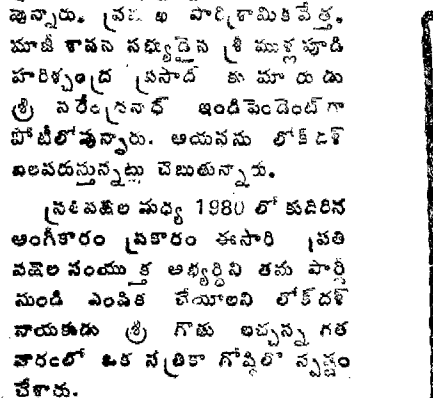 వున్నారు. ప్రముఖ పారిశ్రామికవేత్త,
మాజీ శాసన సభ్యుడైన శ్రీ ముళ్లపూడి
హరిశ్చంద్ర ప్రసాద్ కుమారుడు
శ్రీ నరేంద్రనాథ్ ఇండిపెండెంట్‌గా
పోటీలోవున్నారు. ఆయనను లోక్‌దళ్
బలపరుస్తున్నట్లు చెబుతున్నారు.
ప్రతిపక్షాల మధ్య 1980 లో కుదిరిన
అంగీకారం ప్రకారం ఈసారి ప్రతి
పక్షాల సంయుక్త అభ్యర్థిని తమ పార్టీ
నుండి ఎంపిక చేయాలని లోక్‌దళ్
నాయకుడు శ్రీ గౌతు లచ్చన్న గత
వారంలో ఒక పత్రికా గోష్ఠిలో స్పష్టం
చేశారు.